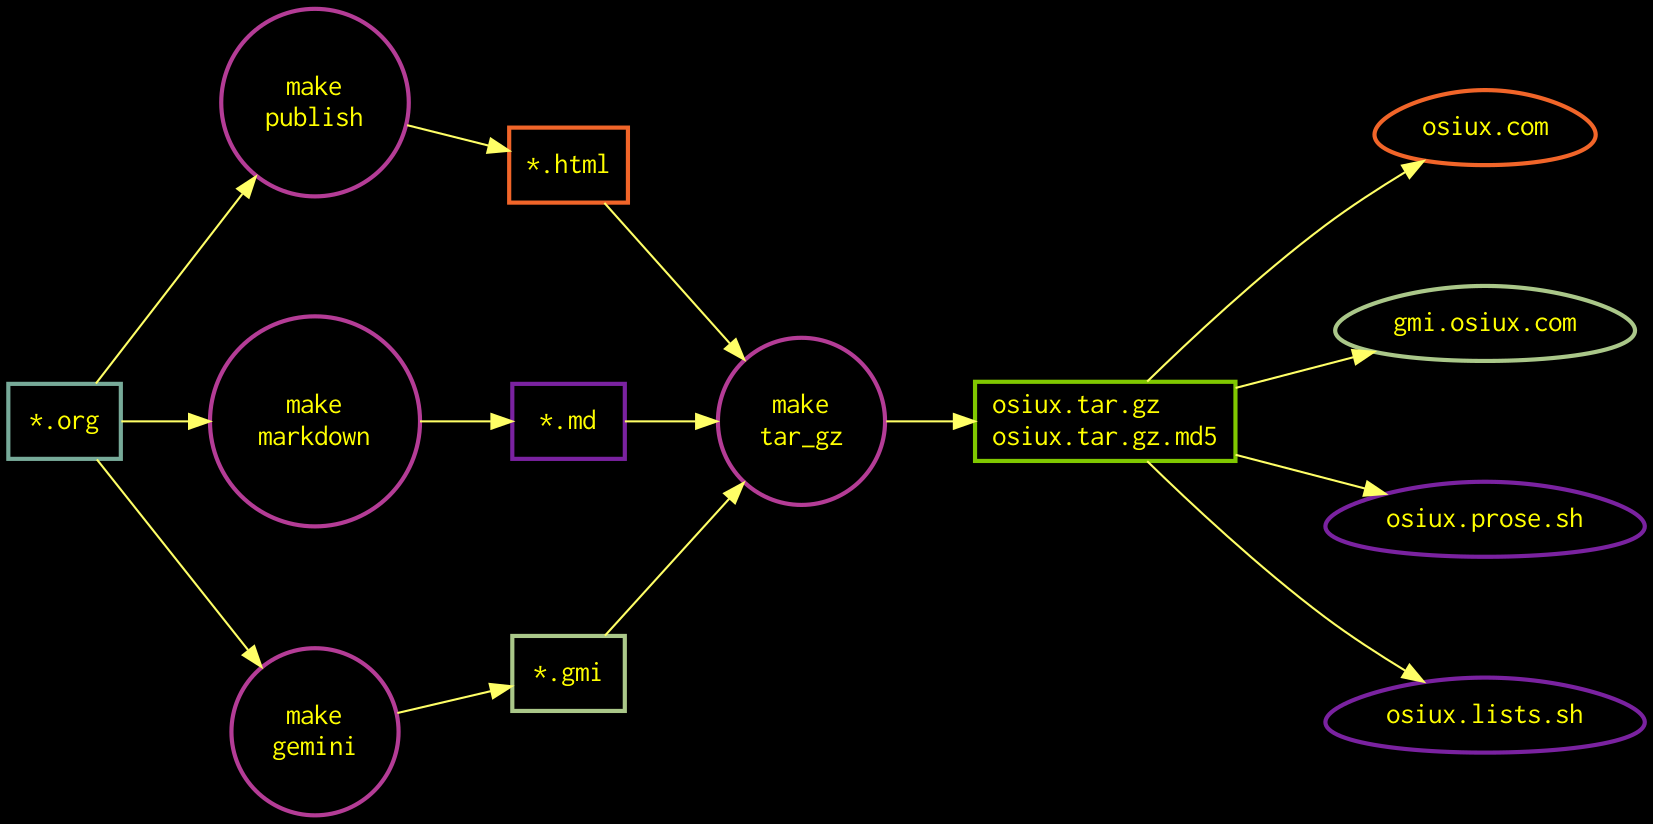 *.org
make
publish
make
markdown
make
gemini
*.html
*.md
*.gmi
make
tar_gz
osiux.tar.gz
osiux.tar.gz.md5
osiux.com
gmi.osiux.com
osiux.prose.sh
osiux.lists.sh